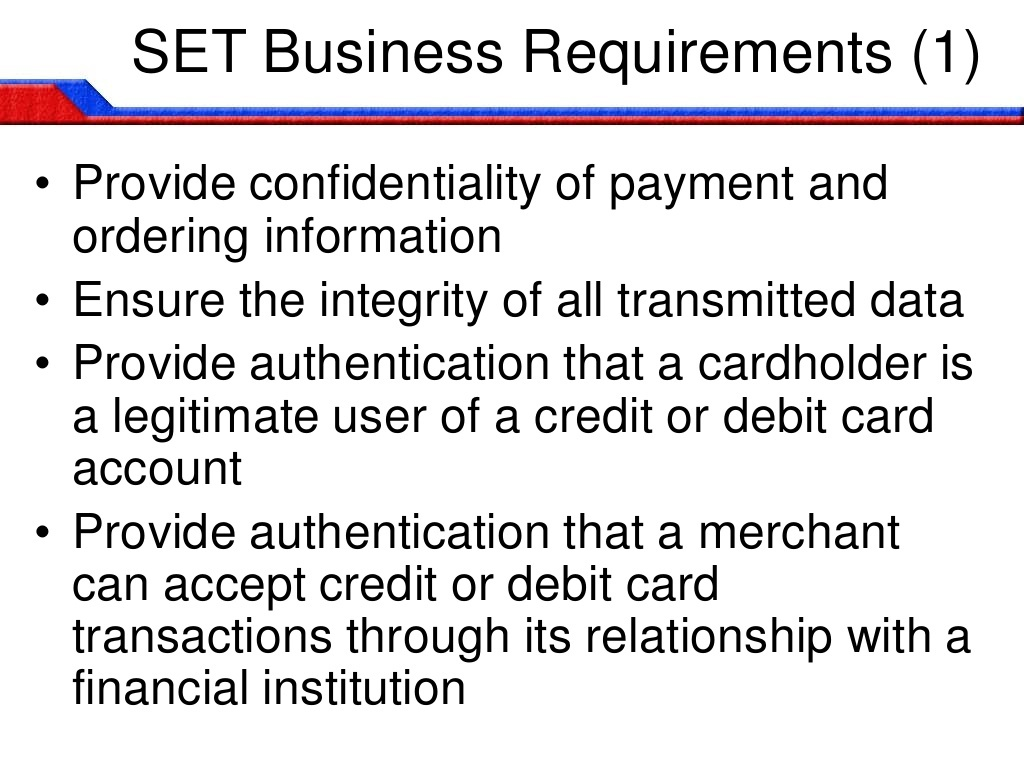 SET Business Requirements (1)
• Provide confidentiality of payment and
ordering information
• Ensure the integrity of all transmitted data
• Provide authentication that a cardholder is
a legitimate user of a credit or debit card
account
• Provide authentication that a merchant
can accept credit or debit card
transactions through its relationship with a
financial institution